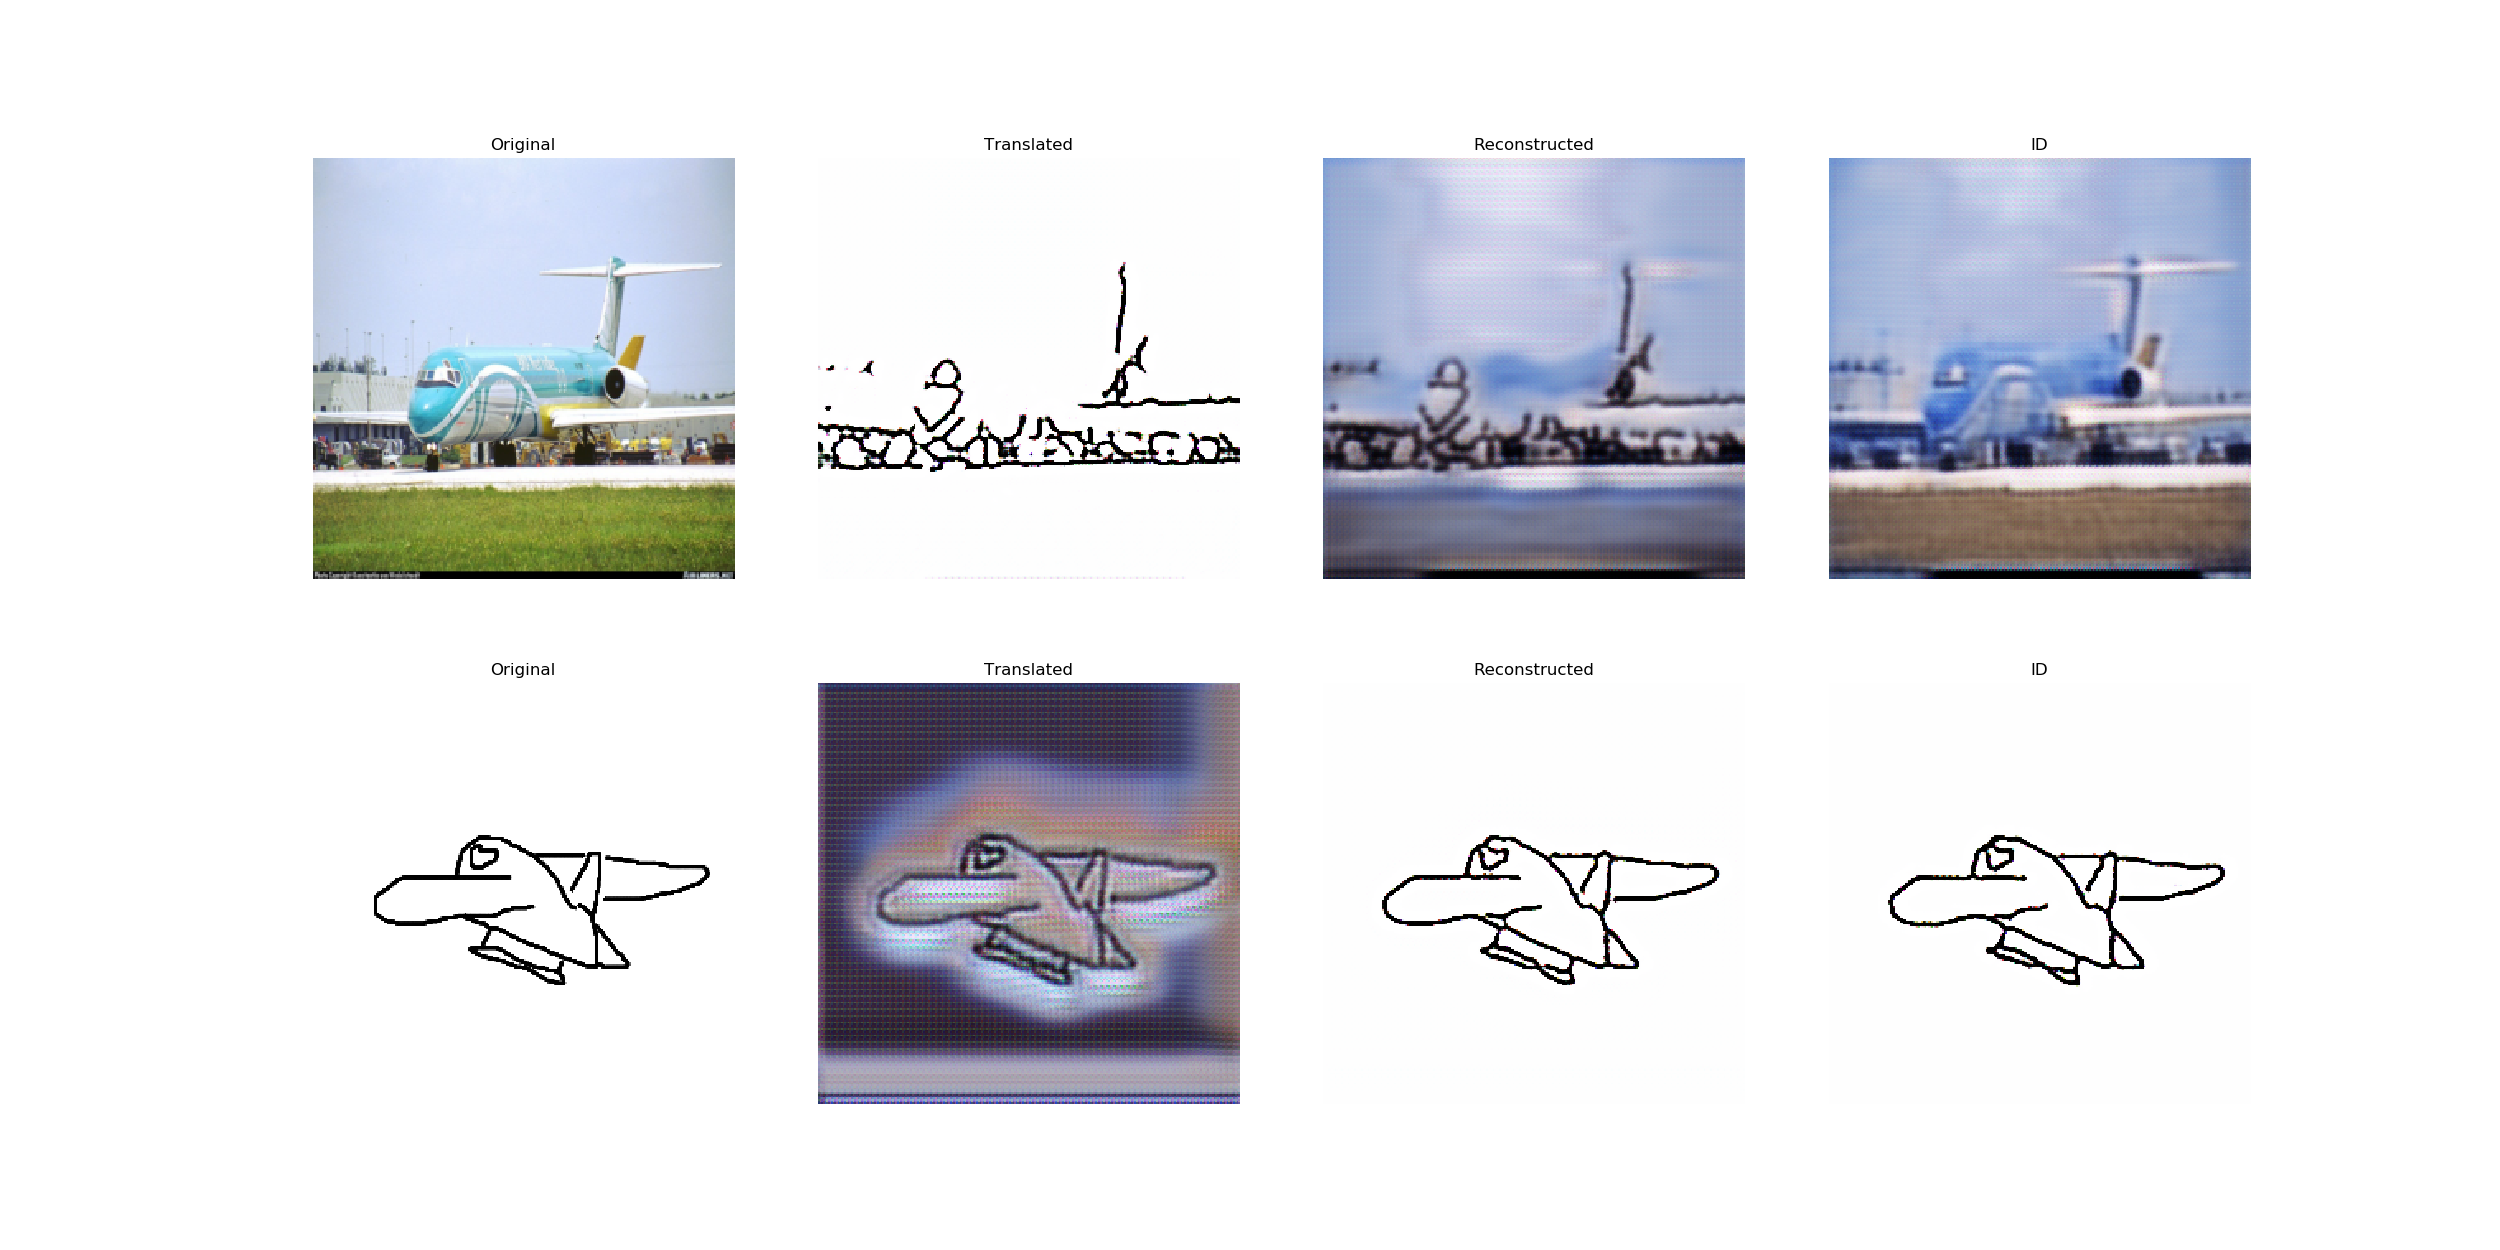 Original
Translated
Reconstructed
ID
Original
Translated
Reconstructed
ID